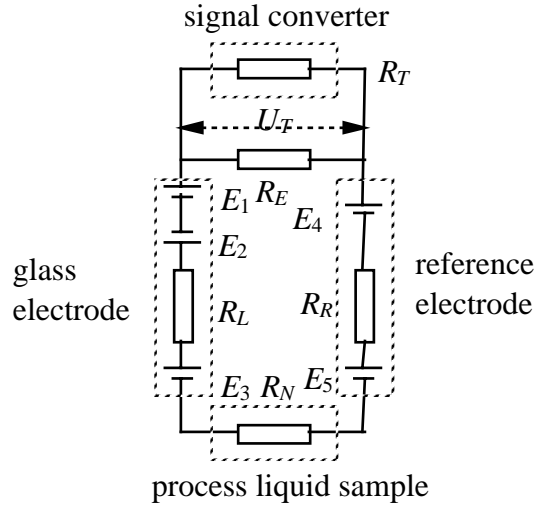 signal converter
R_T
U_T
R_E
E_1
E_4
E_2
glass
electrode
reference
electrode
R_L
R_R
E_3
R_N
E_5
process liquid sample